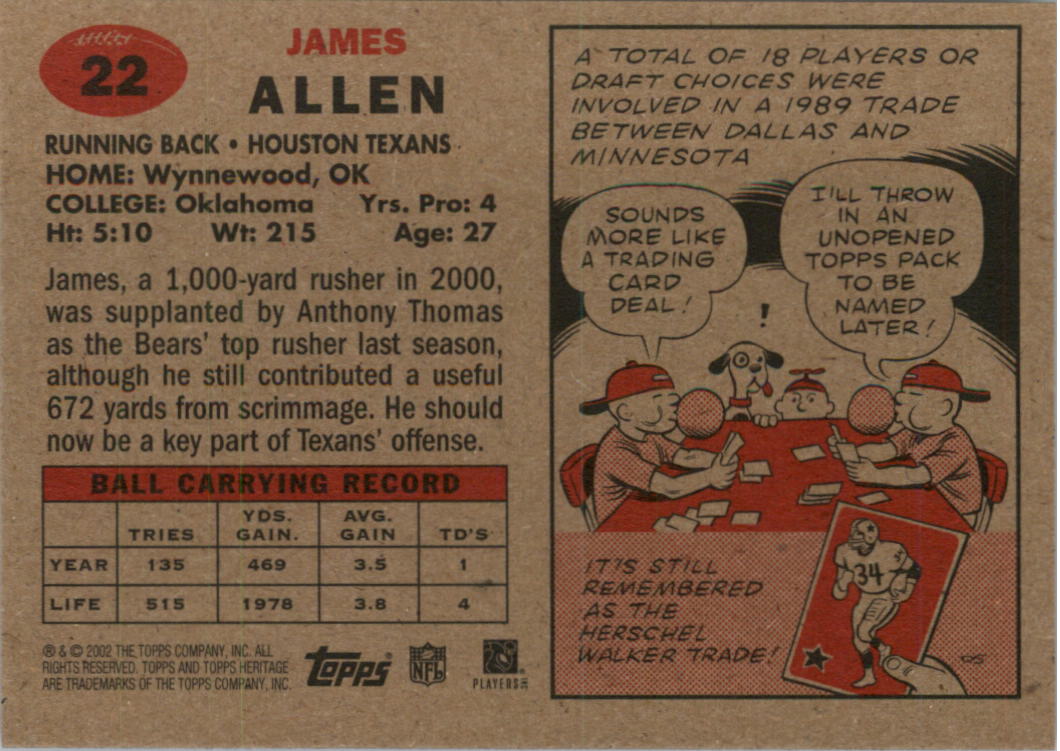 22
JAMES
ALLEN
RUNNING BACK • HOUSTON TEXANS
HOME: Wynnewood, OK
COLLEGE: Oklahoma Yrs. Pro: 4
Ht: 5:10 Wt: 215 Age: 27
James, a 1,000-yard rusher in 2000,
was supplanted by Anthony Thomas
as the Bears' top rusher last season,
although he still contributed a useful
672 yards from scrimmage. He should
now be a key part of Texans' offense.
BALL CARRYING RECORD
TRIES YDS. GAIN. AVG. GAIN TD'S
YEAR 135 469 3.5 1
LIFE 515 1978 3.8 4
® & © 2002 THE TOPPS COMPANY, INC. ALL
RIGHTS RESERVED. TOPPS AND TOPPS HERITAGE
ARE TRADEMARKS OF THE TOPPS COMPANY, INC.
Topps®
NFL
PLAYERS INC
A TOTAL OF 18 PLAYERS OR
DRAFT CHOICES WERE
INVOLVED IN A 1989 TRADE
BETWEEN DALLAS AND
MINNESOTA
SOUNDS
MORE LIKE
A TRADING
CARD
DEAL!
!
I'LL THROW
IN AN
UNOPENED
TOPPS PACK
TO BE
NAMED
LATER!
IT'S STILL
REMEMBERED
AS THE
HERSCHEL
WALKER TRADE!
34
34